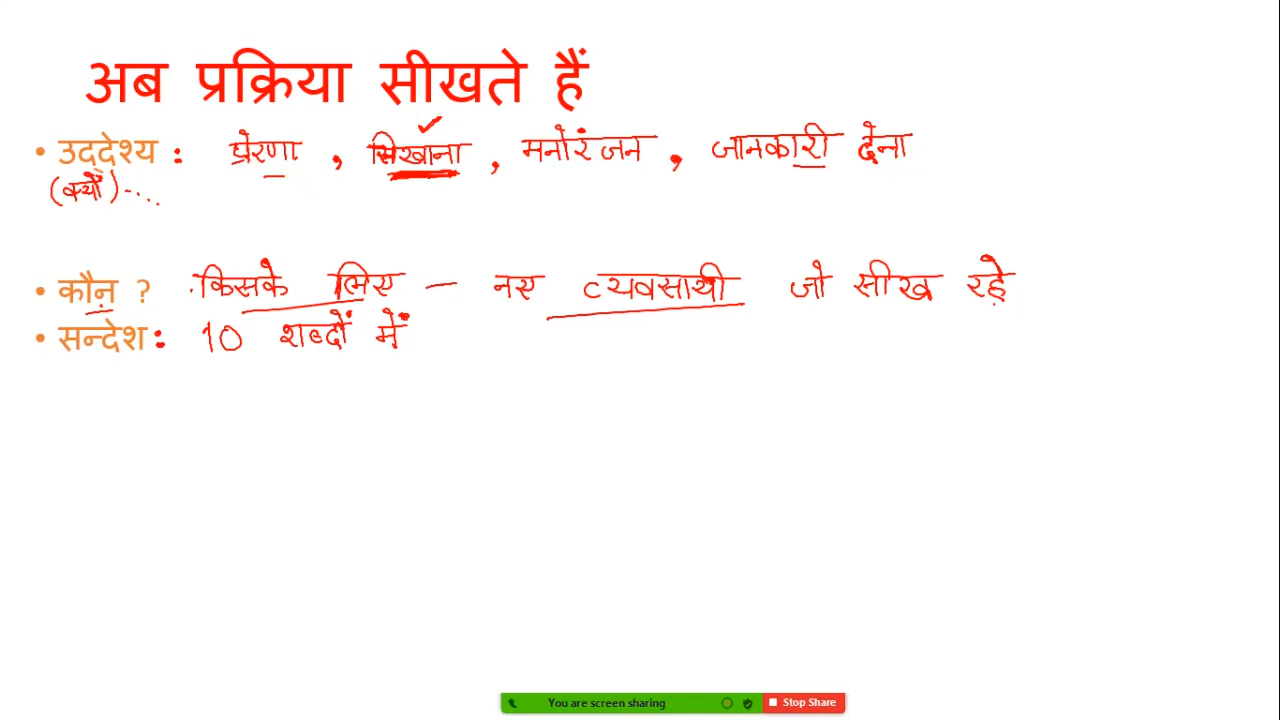 अब प्रक्रिया सीखते हैं
• उद्देश्य : प्रेरणा , सिखाना , मनोरंजन , जानकारी देना
(क्यों) -...
• कौन ? किसके लिए - नए व्यवसायी जो सीख रहे
• सन्देश : 10 शब्दों में
You are screen sharing Stop Share